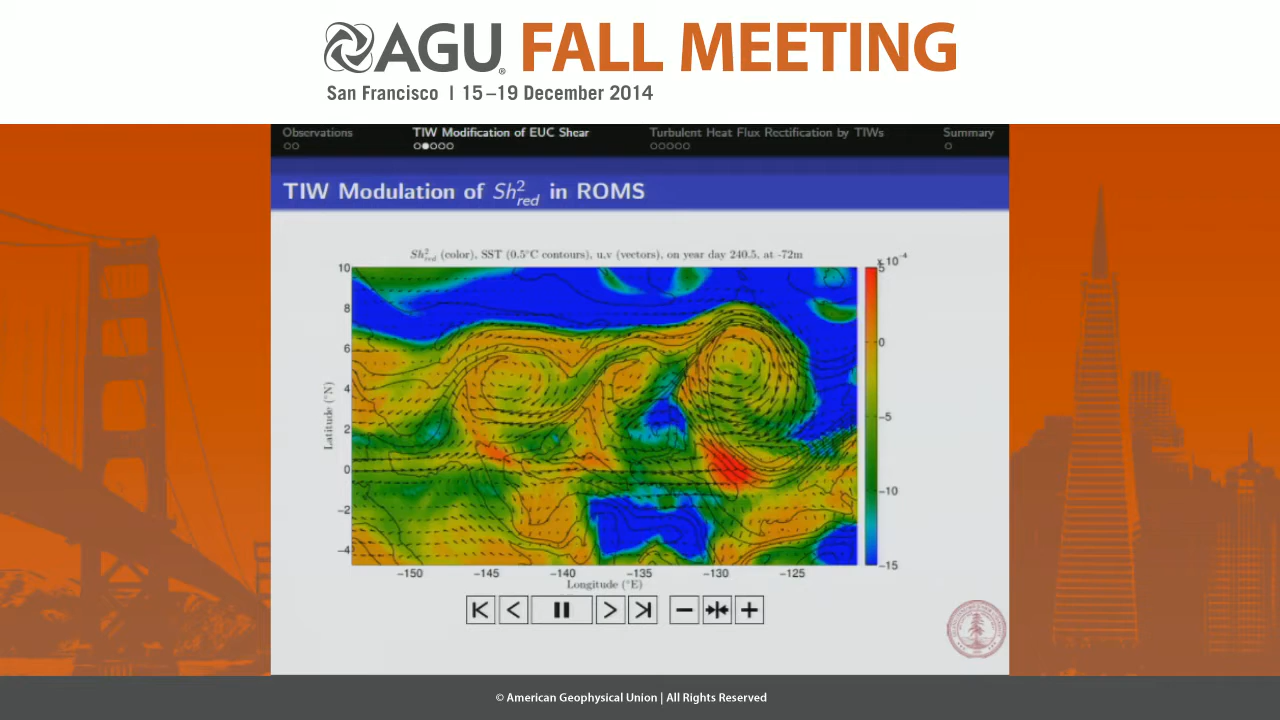 AGU FALL MEETING
San Francisco | 15–19 December 2014
Observations TIW Modification of EUC Shear Turbulent Heat Flux Rectification by TIWs Summary
TIW Modulation of Sh²red in ROMS
Sh²red (color), SST (0.5°C contours), u,v (vectors), on year day 240.5, at -72m
x 10⁻⁴
10
8
6
4
2
0
−2
−4
Latitude (°N)
5
0
−5
−10
−15
−150 −145 −140 −135 −130 −125
Longitude (°E)
© American Geophysical Union | All Rights Reserved